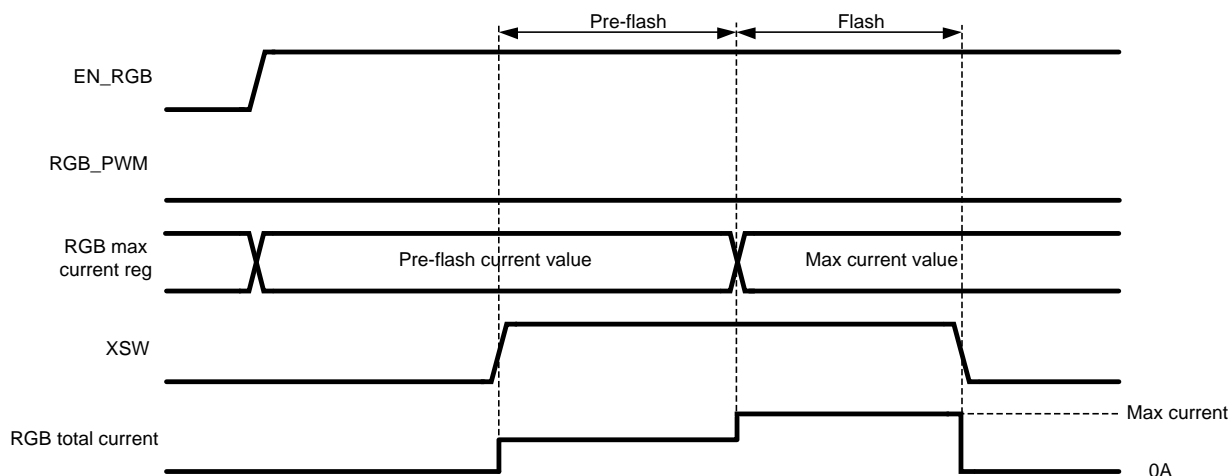 Pre-flash
Flash
EN_RGB
RGB_PWM
RGB max
current reg
Pre-flash current value
Max current value
XSW
Max current
RGB total current
0A